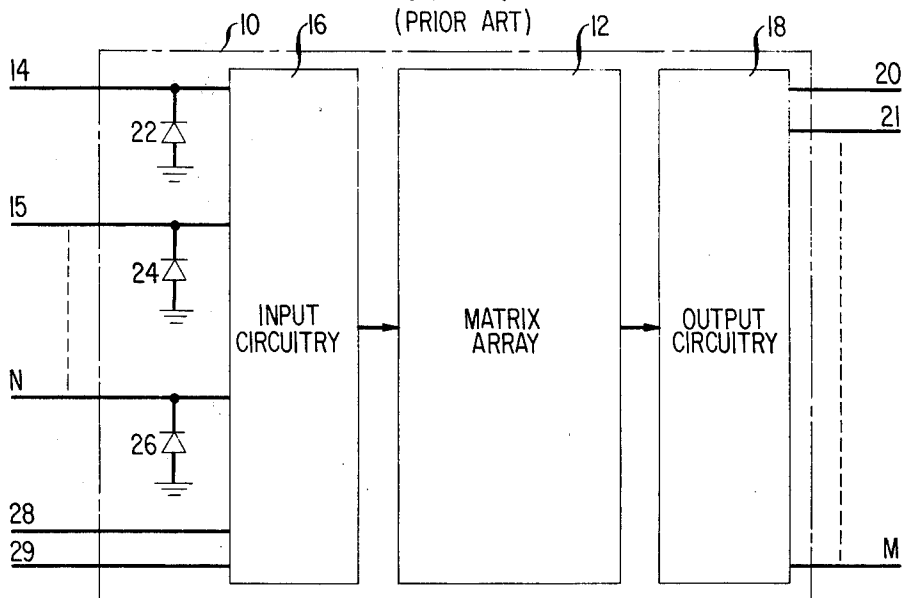 (PRIOR ART)
10
16
12
18
14
20
21
22
15
24
INPUT
CIRCUITRY
MATRIX
ARRAY
OUTPUT
CIRCUITRY
N
26
28
29
M